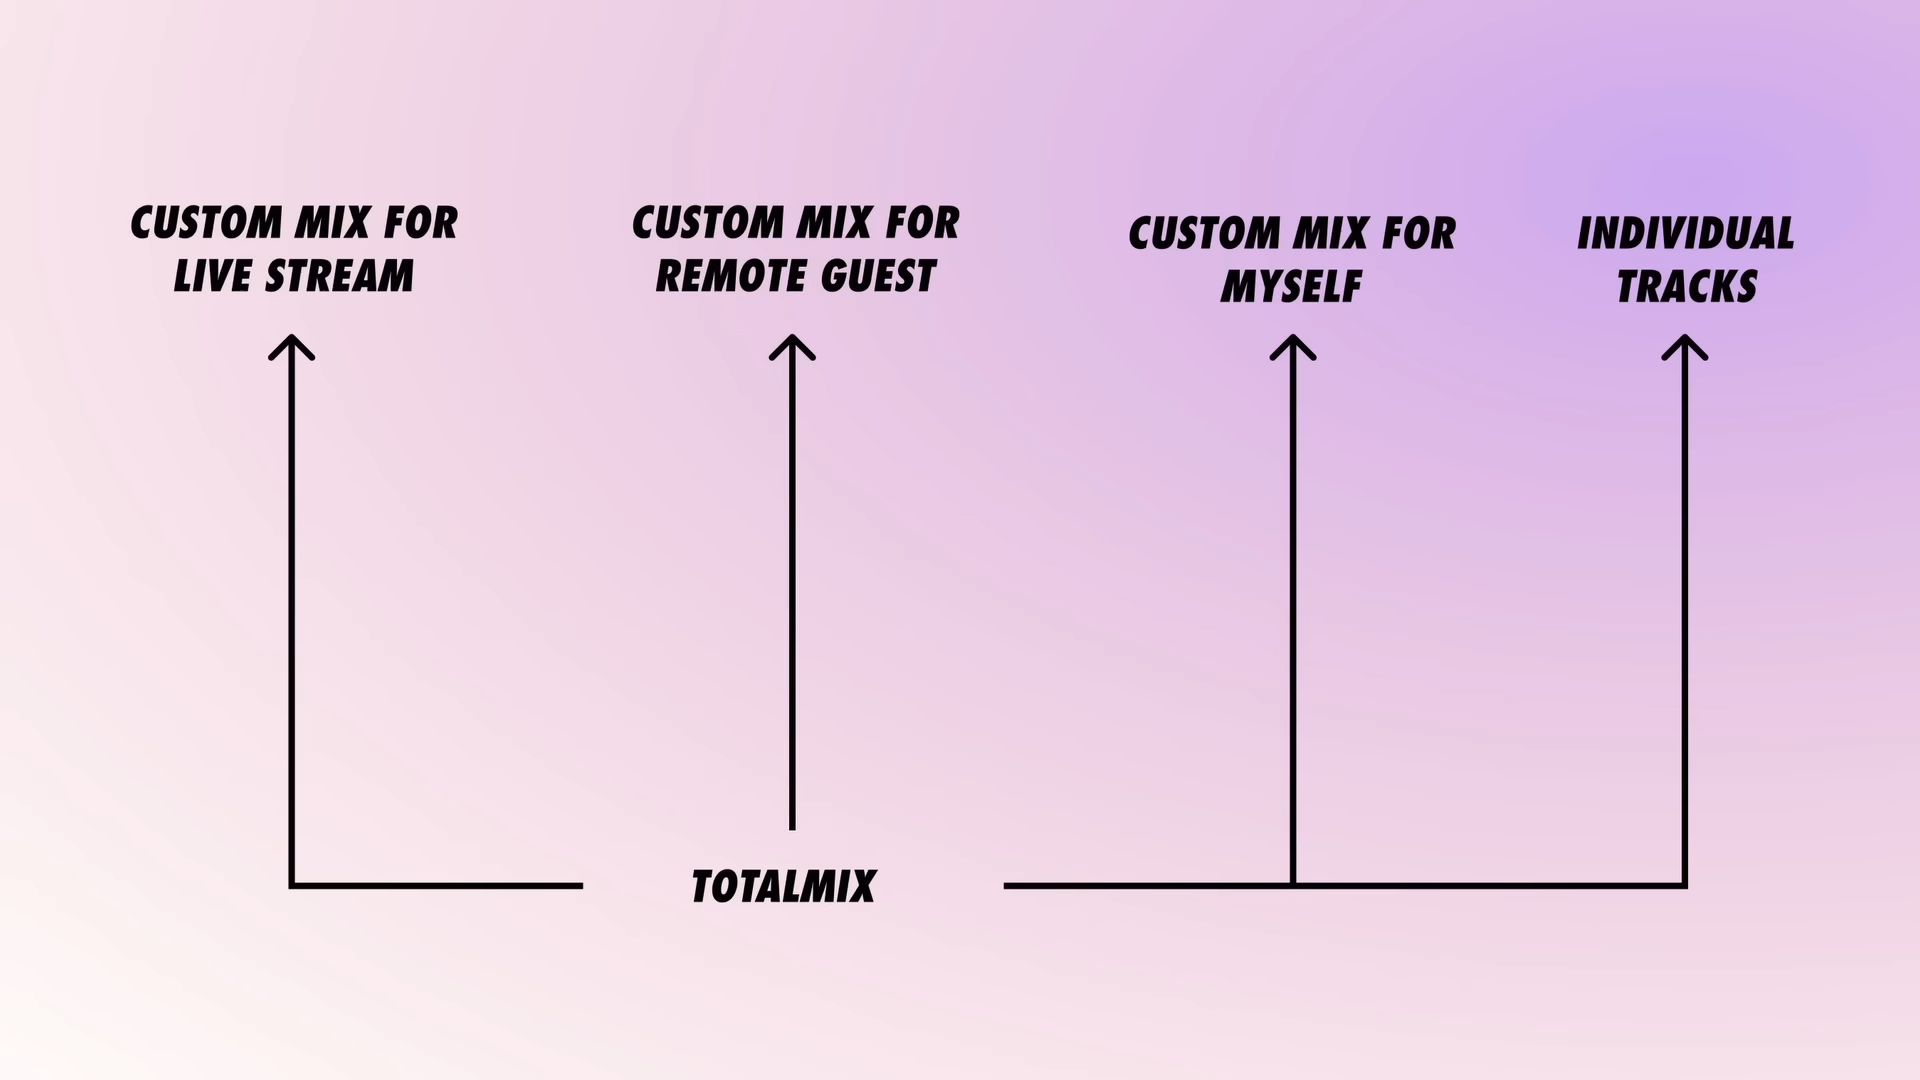 CUSTOM MIX FOR
LIVE STREAM
CUSTOM MIX FOR
REMOTE GUEST
CUSTOM MIX FOR
MYSELF
INDIVIDUAL
TRACKS
TOTALMIX